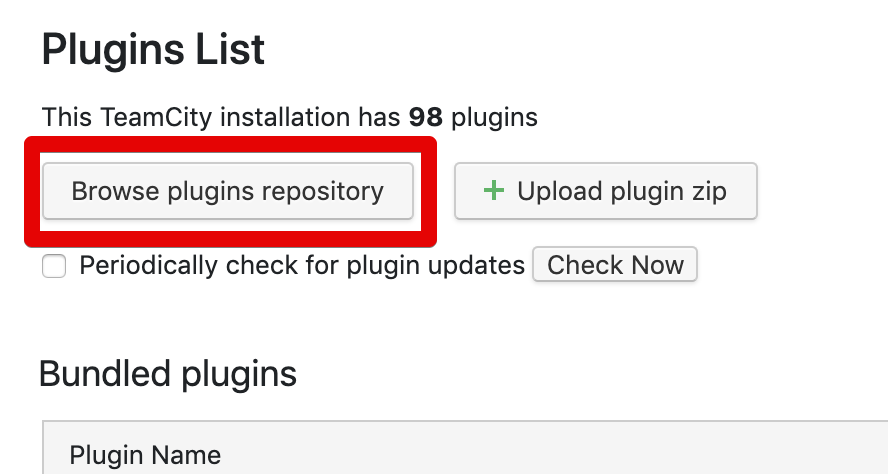 Plugins List
This TeamCity installation has 98 plugins
Browse plugins repository
+ Upload plugin zip
Periodically check for plugin updates Check Now
Bundled plugins
Plugin Name